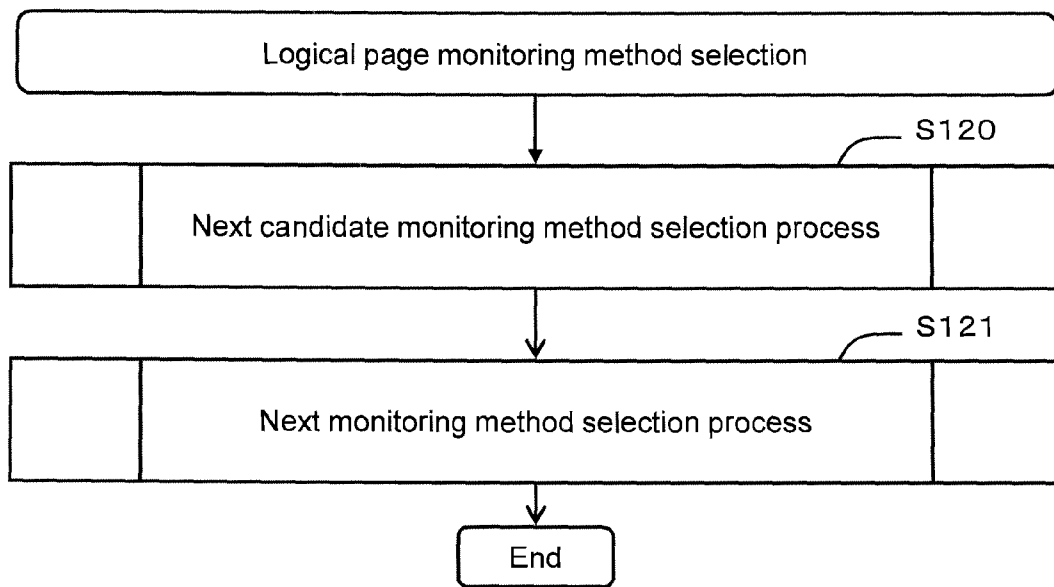 Logical page monitoring method selection
S120
Next candidate monitoring method selection process
S121
Next monitoring method selection process
End